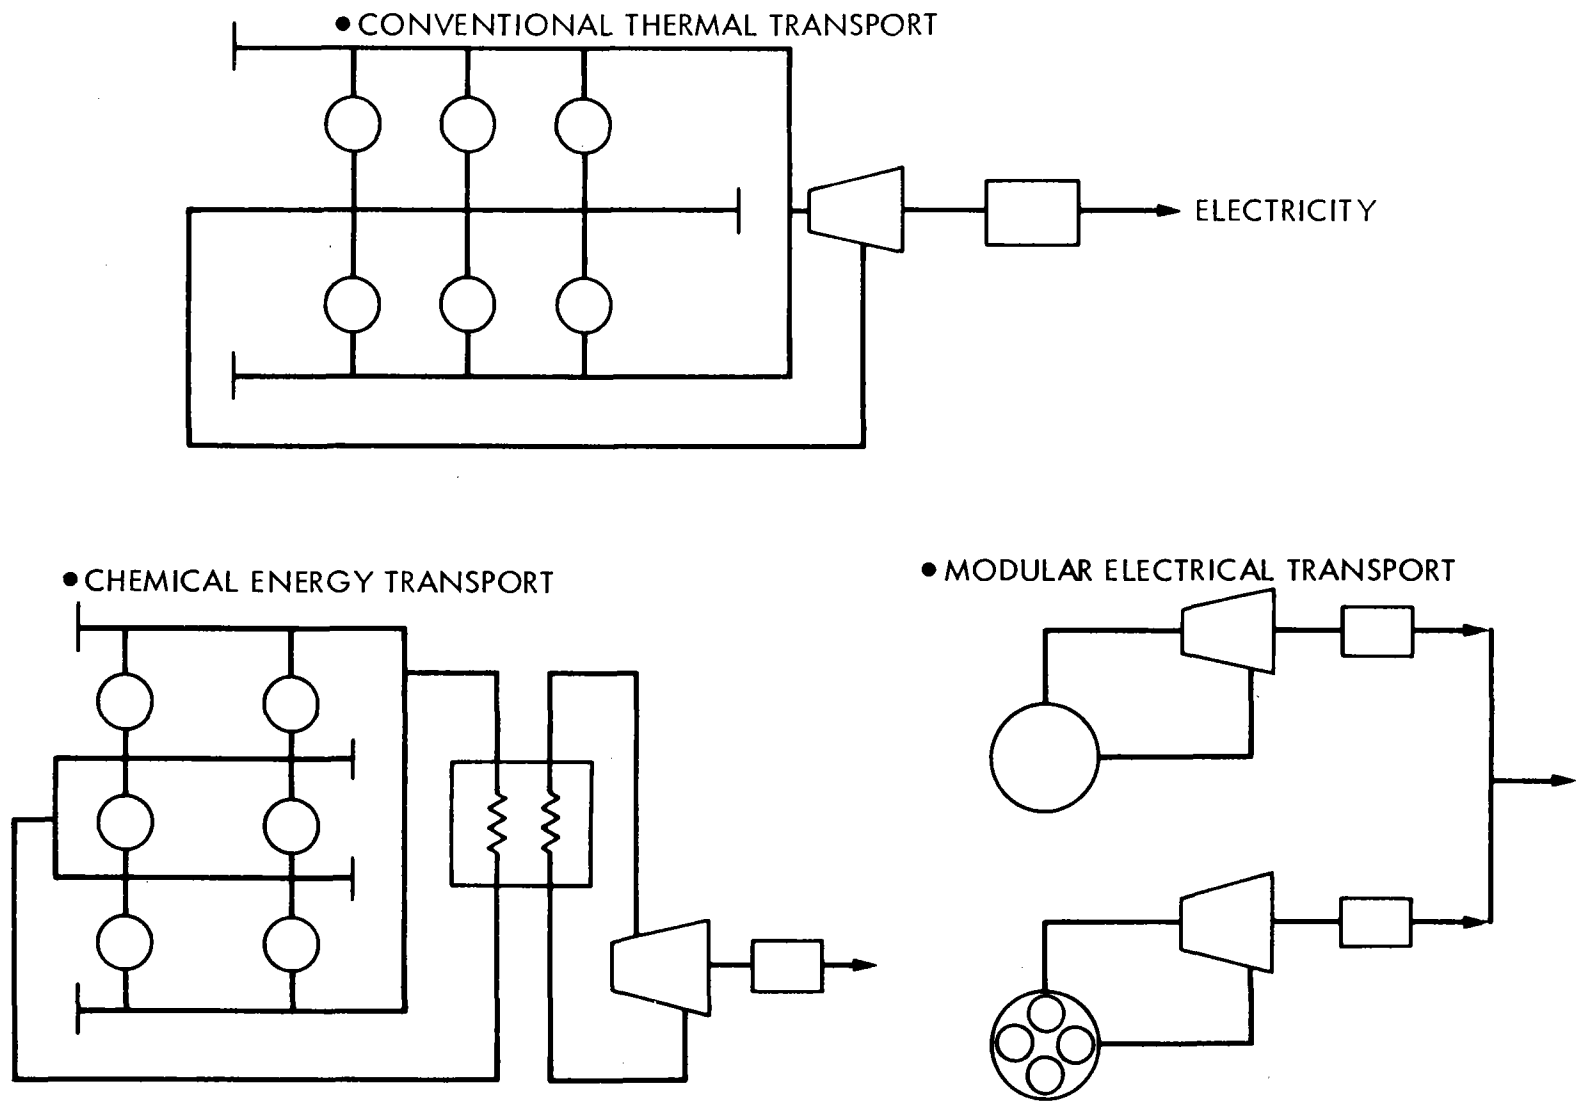 ● CONVENTIONAL THERMAL TRANSPORT
ELECTRICITY
● CHEMICAL ENERGY TRANSPORT
● MODULAR ELECTRICAL TRANSPORT